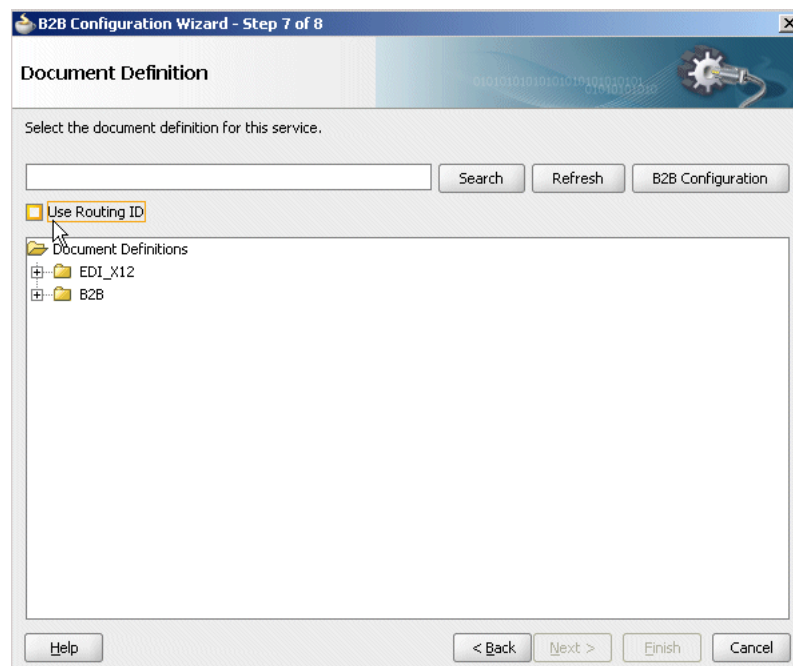 B2B Configuration Wizard - Step 7 of 8
Document Definition
Select the document definition for this service.
Search Refresh B2B Configuration
Use Routing ID
Document Definitions
EDI_X12
B2B
Help < Back Next > Finish Cancel